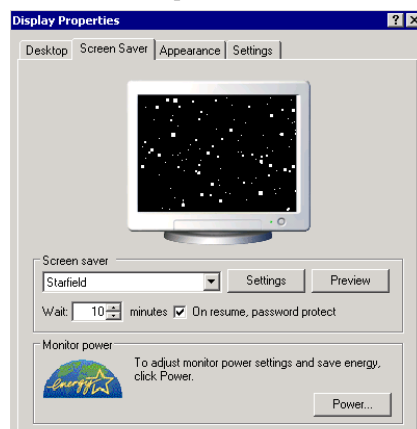 Display Properties
Desktop Screen Saver Appearance Settings
Screen saver
Starfield Settings Preview
Wait: 10 minutes On resume, password protect
Monitor power
To adjust monitor power settings and save energy,
click Power.
energy
Power...